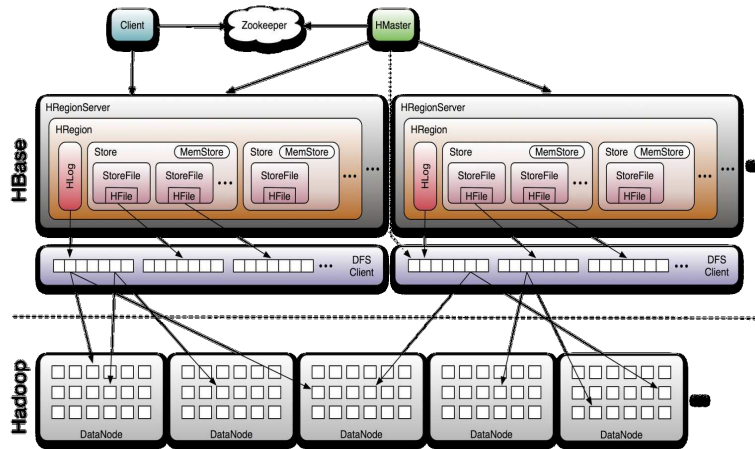 Client
Zookeeper
HMaster
HBase
HRegionServer
HRegion
HLog
Store
MemStore
StoreFile
HFile
StoreFile
HFile
...
Store
MemStore
StoreFile
HFile
...
...
HRegionServer
HRegion
HLog
Store
MemStore
StoreFile
HFile
StoreFile
HFile
...
Store
MemStore
StoreFile
HFile
...
...
...
DFS
Client
...
DFS
Client
Hadoop
DataNode
DataNode
DataNode
DataNode
DataNode